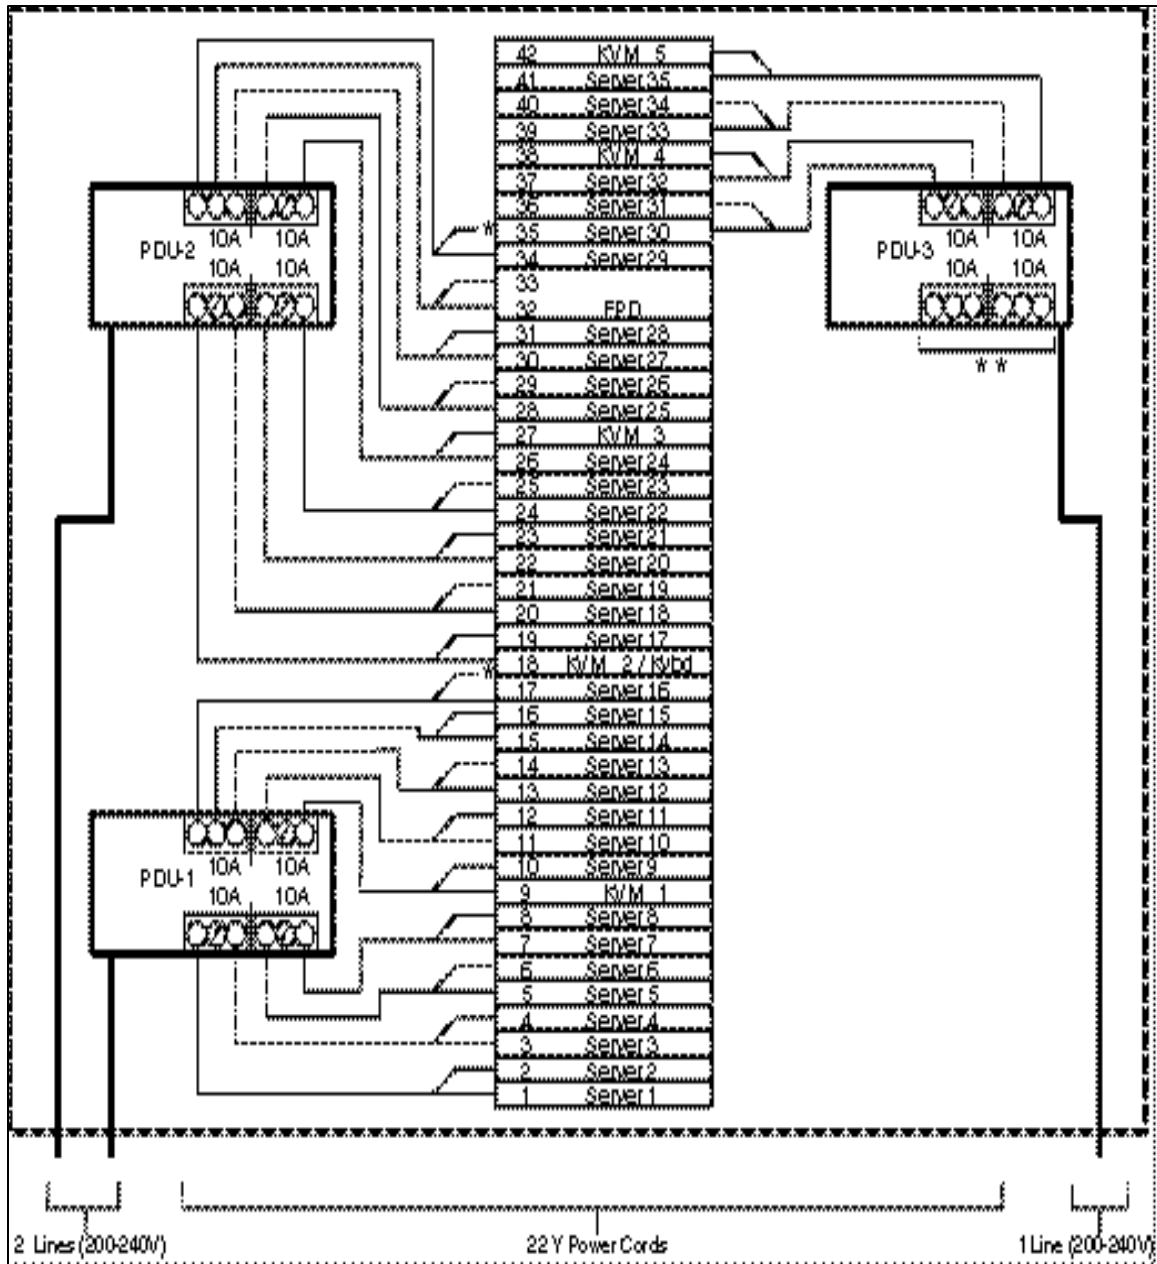 42 KVM 5
41 Server 35
40 Server 34
39 Server 33
38 KVM 4
37 Server 32
36 Server 31
* 35 Server 30
34 Server 29
33
32 FPD
31 Server 28
30 Server 27
29 Server 26
28 Server 25
27 KVM 3
26 Server 24
25 Server 23
24 Server 22
23 Server 21
22 Server 20
21 Server 19
20 Server 18
19 Server 17
* 18 KVM 2 / KVbd
17 Server 16
16 Server 15
15 Server 14
14 Server 13
13 Server 12
12 Server 11
11 Server 10
10 Server 9
9 KVM 1
8 Server 8
7 Server 7
6 Server 6
5 Server 5
4 Server 4
3 Server 3
2 Server 2
1 Server 1
PDU-2
10A 10A
10A 10A
PDU-3
10A 10A
10A 10A
* *
PDU-1
10A 10A
10A 10A
2 Lines (200-240V)
22 Y Power Cords
1 Line (200-240V)